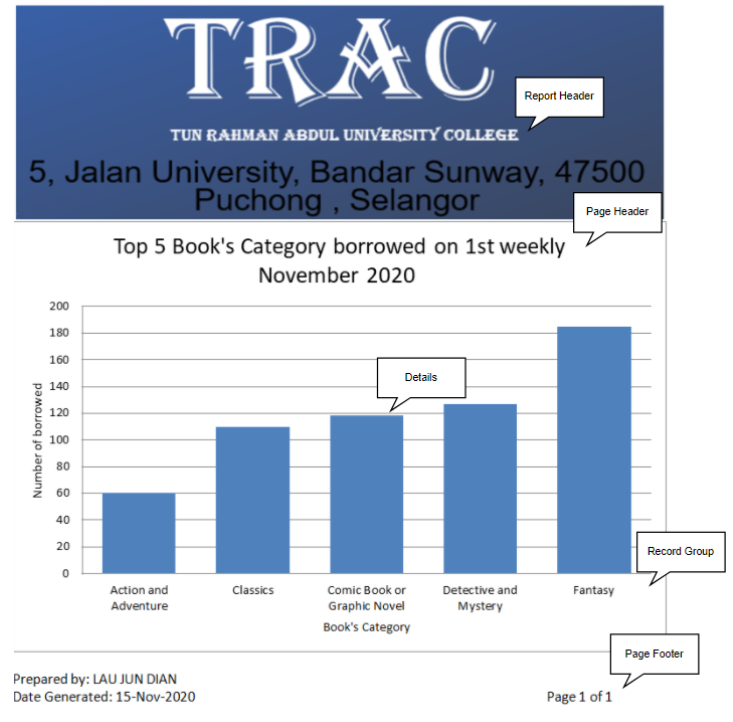 TRAC
Report Header
TUN RAHMAN ABDUL UNIVERSITY COLLEGE
5, Jalan University, Bandar Sunway, 47500
Puchong , Selangor
Page Header
Top 5 Book's Category borrowed on 1st weekly
November 2020
200
180
160
140
120
100
80
60
40
20
0
Number of borrowed
Details
Record Group
Action and
Adventure
Classics
Comic Book or
Graphic Novel
Detective and
Mystery
Fantasy
Book's Category
Page Footer
Prepared by: LAU JUN DIAN
Date Generated: 15-Nov-2020
Page 1 of 1